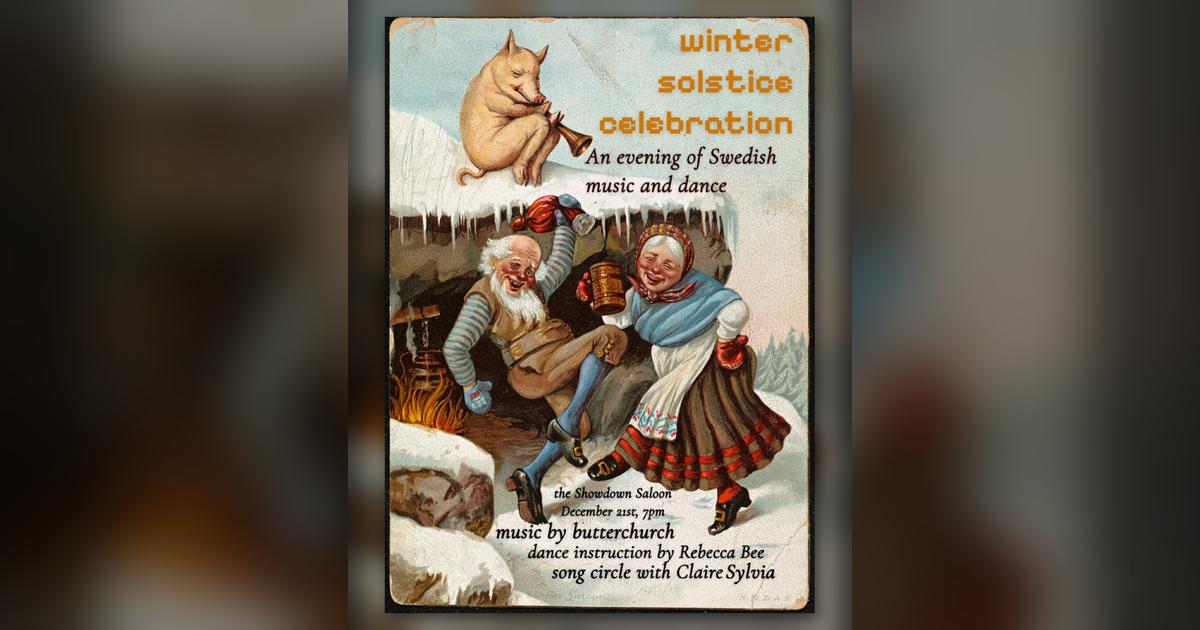 winter
solstice
celebration
An evening of Swedish
music and dance
the Showdown Saloon
December 21st, 7pm
music by butterchurch
dance instruction by Rebecca Bee
song circle with Claire Sylvia